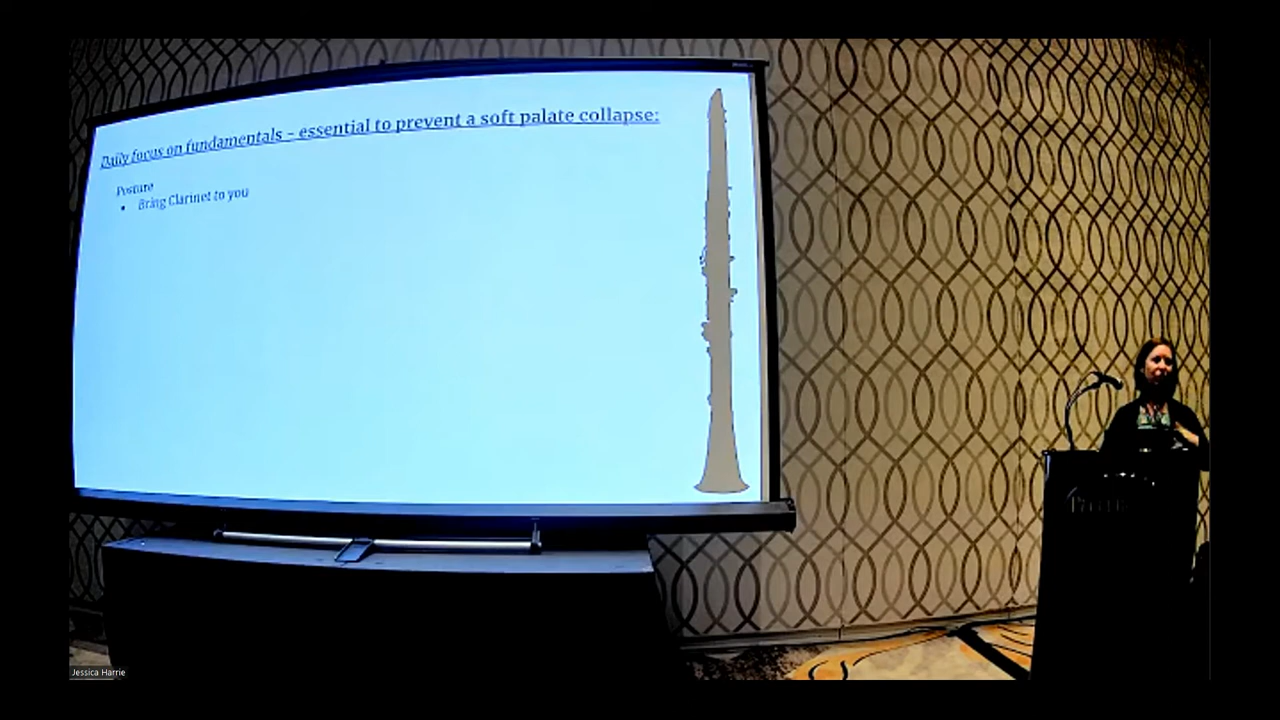 Daily focus on fundamentals – essential to prevent a soft palate collapse:
Posture
• Bring Clarinet to you
Jessica Harrie